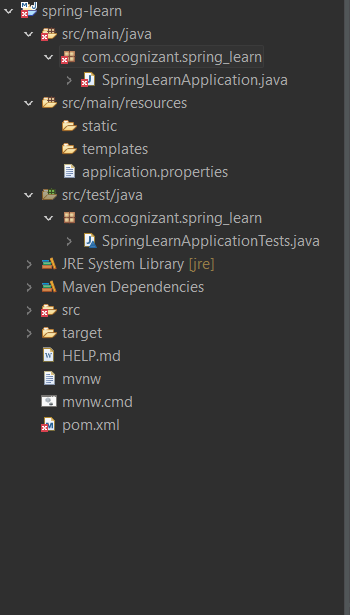 spring-learn
src/main/java
com.cognizant.spring_learn
SpringLearnApplication.java
src/main/resources
static
templates
application.properties
src/test/java
com.cognizant.spring_learn
SpringLearnApplicationTests.java
JRE System Library [jre]
Maven Dependencies
src
target
HELP.md
mvnw
mvnw.cmd
pom.xml